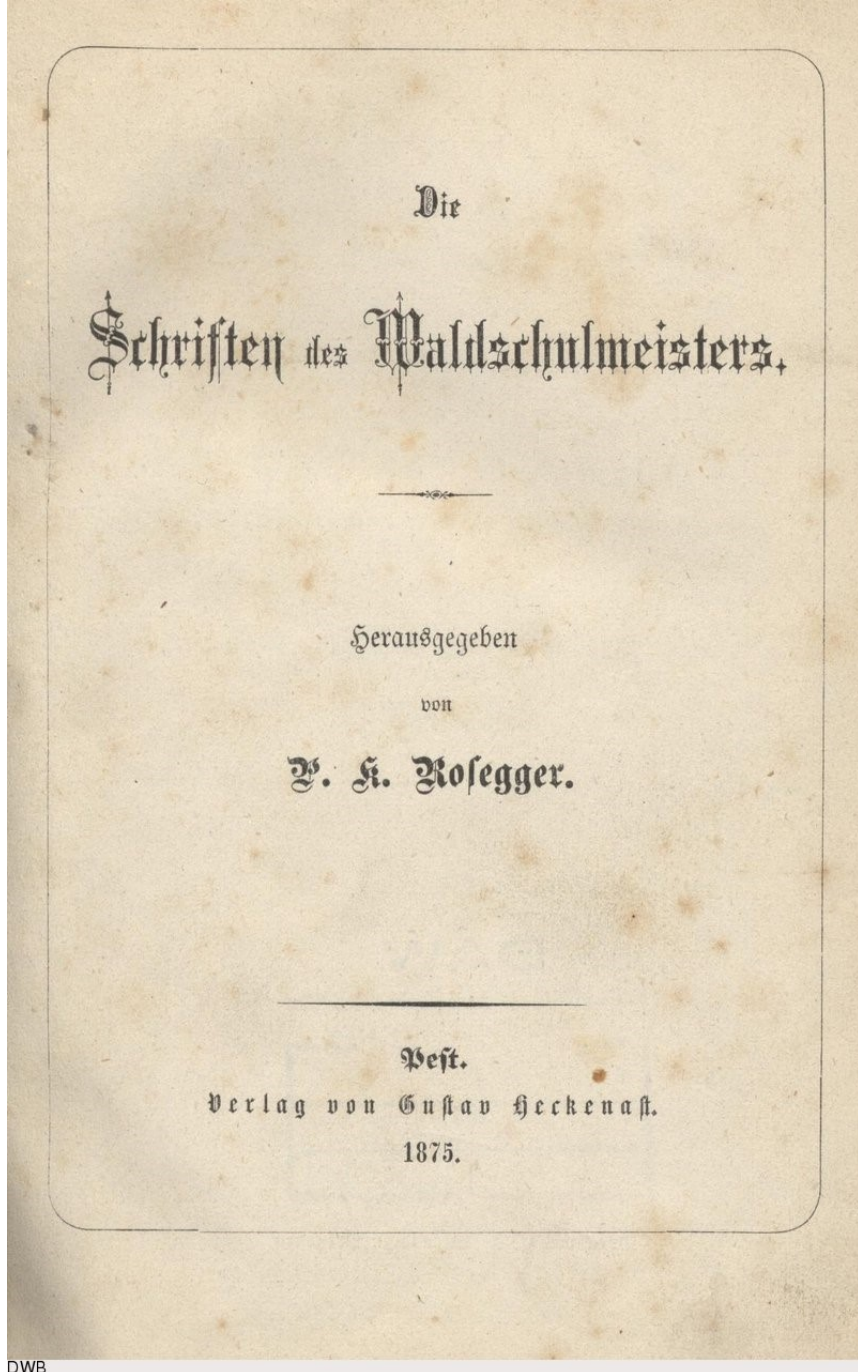 Die
Schriften des Waldschulmeisters.
Herausgegeben
von
P. K. Rosegger.
Pest.
Verlag von Gustav Heckenast.
1875.
DWB